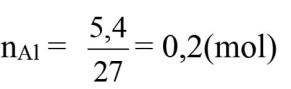 nAl = 5,4/27 = 0,2(mol)